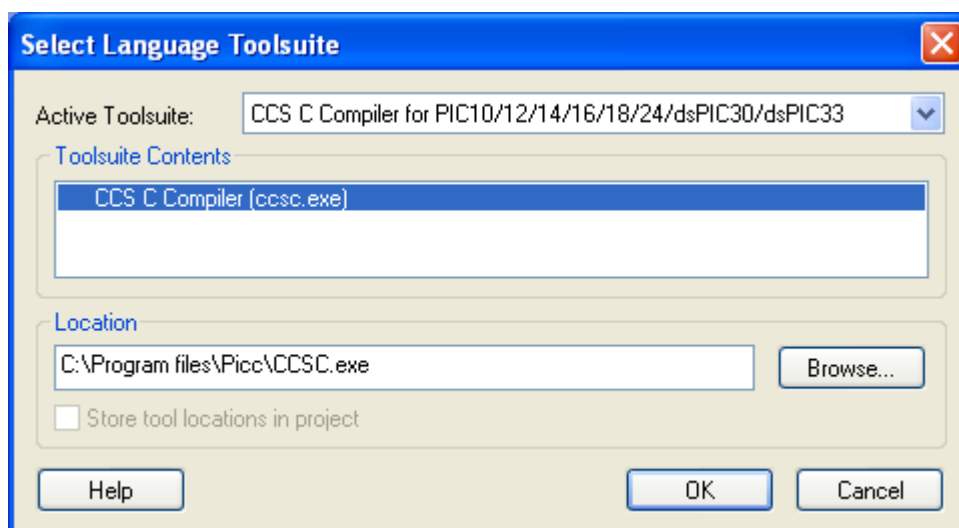 Select Language Toolsuite
Active Toolsuite: CCS C Compiler for PIC10/12/14/16/18/24/dsPIC30/dsPIC33
Toolsuite Contents
CCS C Compiler (ccsc.exe)
Location
C:\Program files\Picc\CCSC.exe Browse...
Store tool locations in project
Help OK Cancel